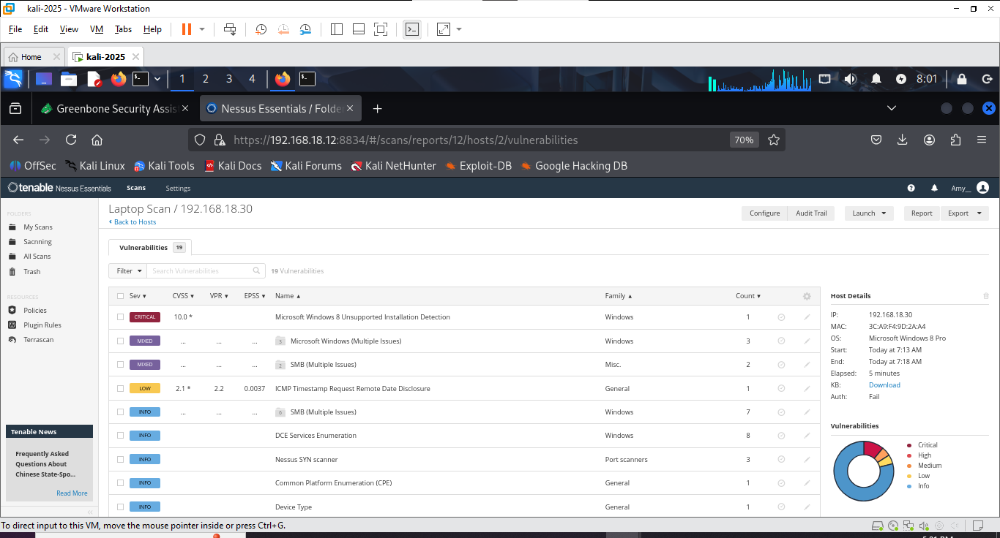 kali-2025 - VMware Workstation
File Edit View VM Tabs Help
Home kali-2025
1 2 3 4 8:01
Greenbone Security Assis Nessus Essentials / Folde
https://192.168.18.12:8834/#/scans/reports/12/hosts/2/vulnerabilities 70%
OffSec Kali Linux Kali Tools Kali Docs Kali Forums Kali NetHunter Exploit-DB Google Hacking DB
tenable Nessus Essentials Scans Settings Amy__
FOLDERS
My Scans
Sacnning
All Scans
Trash
RESOURCES
Policies
Plugin Rules
Terrascan
Tenable News
Frequently Asked
Questions About
Chinese State-Spo...
Read More
Laptop Scan / 192.168.18.30
Back to Hosts
Configure Audit Trail Launch Report Export
Vulnerabilities 19
Filter Search Vulnerabilities 19 Vulnerabilities
Sev CVSS VPR EPSS Name Family Count
CRITICAL 10.0 * Microsoft Windows 8 Unsupported Installation Detection Windows 1
MIXED ... ... ... 3 Microsoft Windows (Multiple Issues) Windows 3
MIXED ... ... ... 2 SMB (Multiple Issues) Misc. 2
LOW 2.1 * 2.2 0.0037 ICMP Timestamp Request Remote Date Disclosure General 1
INFO ... ... ... 6 SMB (Multiple Issues) Windows 7
INFO DCE Services Enumeration Windows 8
INFO Nessus SYN scanner Port scanners 3
INFO Common Platform Enumeration (CPE) General 1
INFO Device Type General 1
Host Details
IP: 192.168.18.30
MAC: 3C:A9:F4:9D:2A:A4
OS: Microsoft Windows 8 Pro
Start: Today at 7:13 AM
End: Today at 7:18 AM
Elapsed: 5 minutes
KB: Download
Auth: Fail
Vulnerabilities
Critical
High
Medium
Low
Info
To direct input to this VM, move the mouse pointer inside or press Ctrl+G.